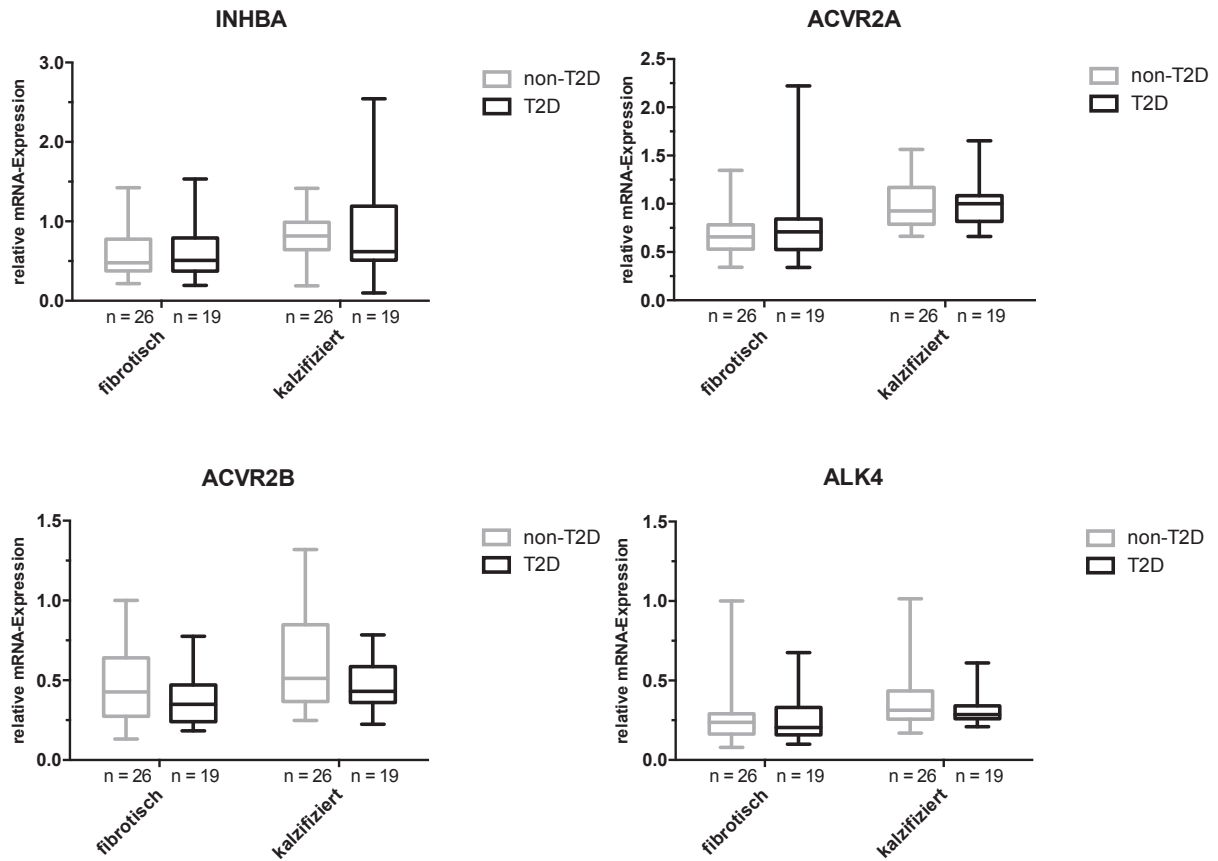 INHBA
relative mRNA-Expression
3.0
2.0
1.0
0.0
non-T2D
T2D
n = 26 n = 19 n = 26 n = 19
fibrotisch
kalzifiziert
ACVR2A
relative mRNA-Expression
2.5
2.0
1.5
1.0
0.5
0.0
non-T2D
T2D
n = 26 n = 19 n = 26 n = 19
fibrotisch
kalzifiziert
ACVR2B
relative mRNA-Expression
1.5
1.0
0.5
0.0
non-T2D
T2D
n = 26 n = 19 n = 26 n = 19
fibrotisch
kalzifiziert
ALK4
relative mRNA-Expression
1.5
1.0
0.5
0.0
non-T2D
T2D
n = 26 n = 19 n = 26 n = 19
fibrotisch
kalzifiziert